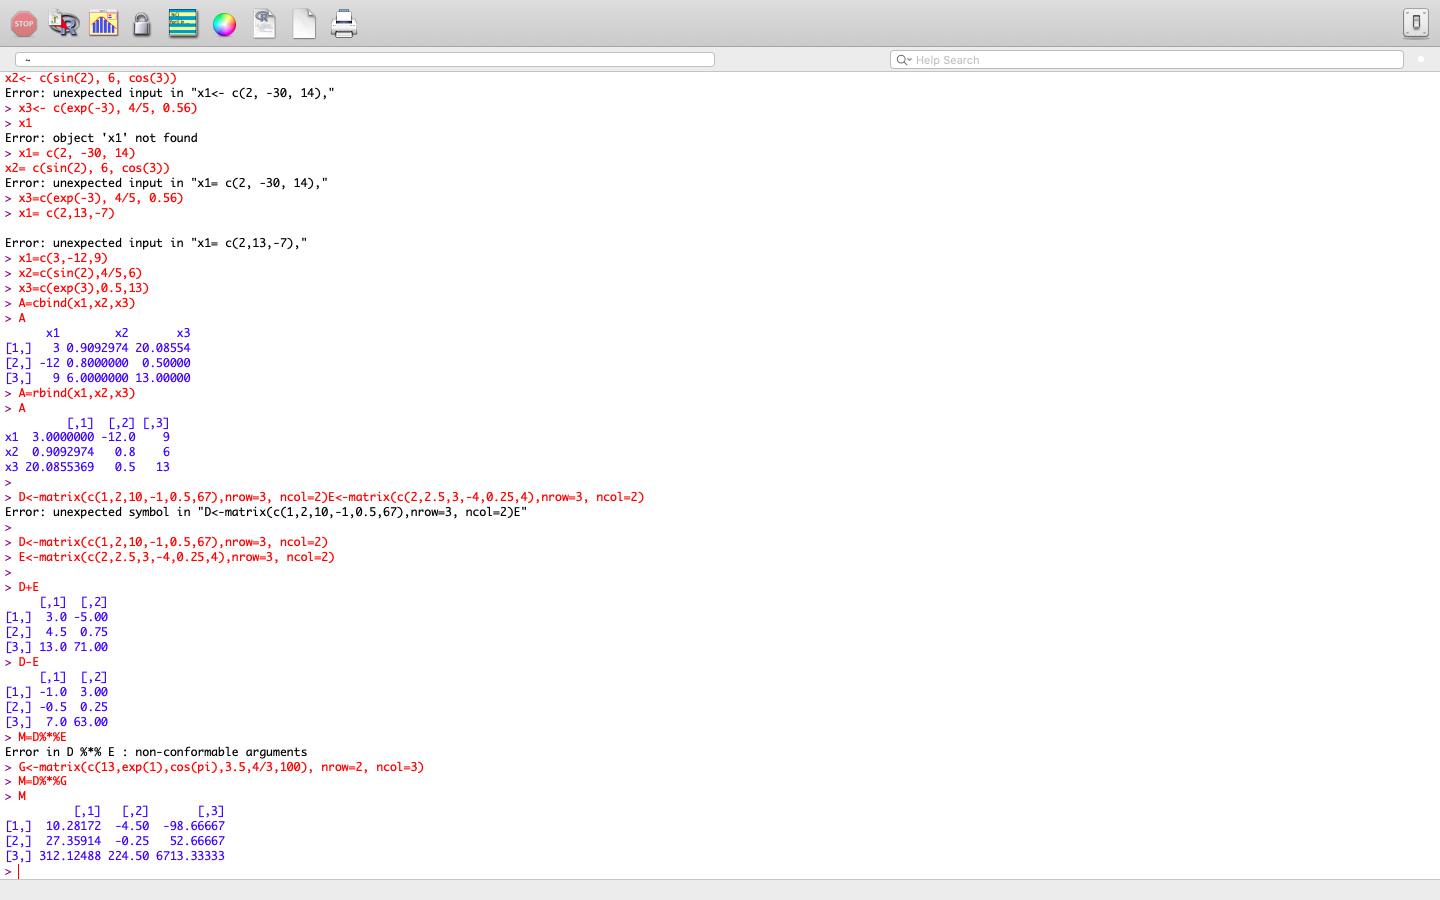 STOP
~
Help Search
x2<- c(sin(2), 6, cos(3))
Error: unexpected input in "x1<- c(2, -30, 14),"
> x3<- c(exp(-3), 4/5, 0.56)
> x1
Error: object 'x1' not found
> x1= c(2, -30, 14)
x2= c(sin(2), 6, cos(3))
Error: unexpected input in "x1= c(2, -30, 14),"
> x3=c(exp(-3), 4/5, 0.56)
> x1= c(2,13,-7)
Error: unexpected input in "x1= c(2,13,-7),"
> x1=c(3,-12,9)
> x2=c(sin(2),4/5,6)
> x3=c(exp(3),0.5,13)
> A=cbind(x1,x2,x3)
> A
      x1        x2       x3
[1,]   3 0.9092974 20.08554
[2,] -12 0.8000000  0.50000
[3,]   9 6.0000000 13.00000
> A=rbind(x1,x2,x3)
> A
         [,1]  [,2] [,3]
x1  3.0000000 -12.0    9
x2  0.9092974   0.8    6
x3 20.0855369   0.5   13
>
> D<-matrix(c(1,2,10,-1,0.5,67),nrow=3, ncol=2)E<-matrix(c(2,2.5,3,-4,0.25,4),nrow=3, ncol=2)
Error: unexpected symbol in "D<-matrix(c(1,2,10,-1,0.5,67),nrow=3, ncol=2)E"
>
> D<-matrix(c(1,2,10,-1,0.5,67),nrow=3, ncol=2)
> E<-matrix(c(2,2.5,3,-4,0.25,4),nrow=3, ncol=2)
>
> D+E
     [,1]  [,2]
[1,]  3.0 -5.00
[2,]  4.5  0.75
[3,] 13.0 71.00
> D-E
     [,1]  [,2]
[1,] -1.0  3.00
[2,] -0.5  0.25
[3,]  7.0 63.00
> M=D%*%E
Error in D %*% E : non-conformable arguments
> G<-matrix(c(13,exp(1),cos(pi),3.5,4/3,100), nrow=2, ncol=3)
> M=D%*%G
> M
          [,1]   [,2]       [,3]
[1,]  10.28172  -4.50  -98.66667
[2,]  27.35914  -0.25   52.66667
[3,] 312.12488 224.50 6713.33333
>